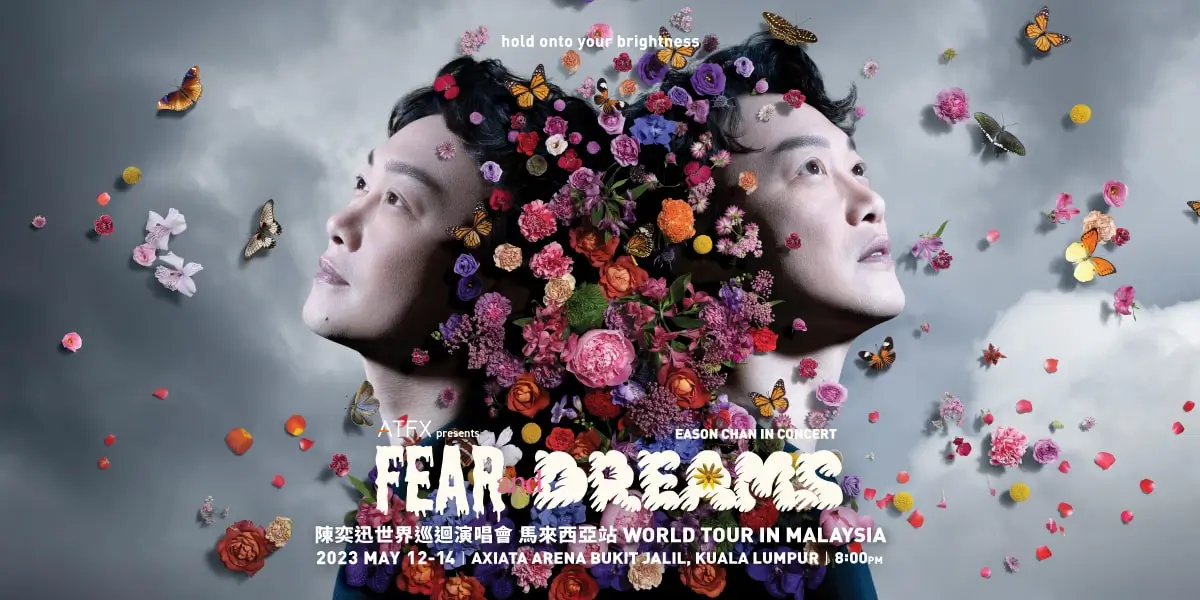 hold onto your brightness
ATFX presents
EASON CHAN IN CONCERT
FEAR and DREAMS
陳奕迅世界巡迴演唱會 馬來西亞站 WORLD TOUR IN MALAYSIA
2023 MAY 12-14 | AXIATA ARENA BUKIT JALIL, KUALA LUMPUR | 8:00PM